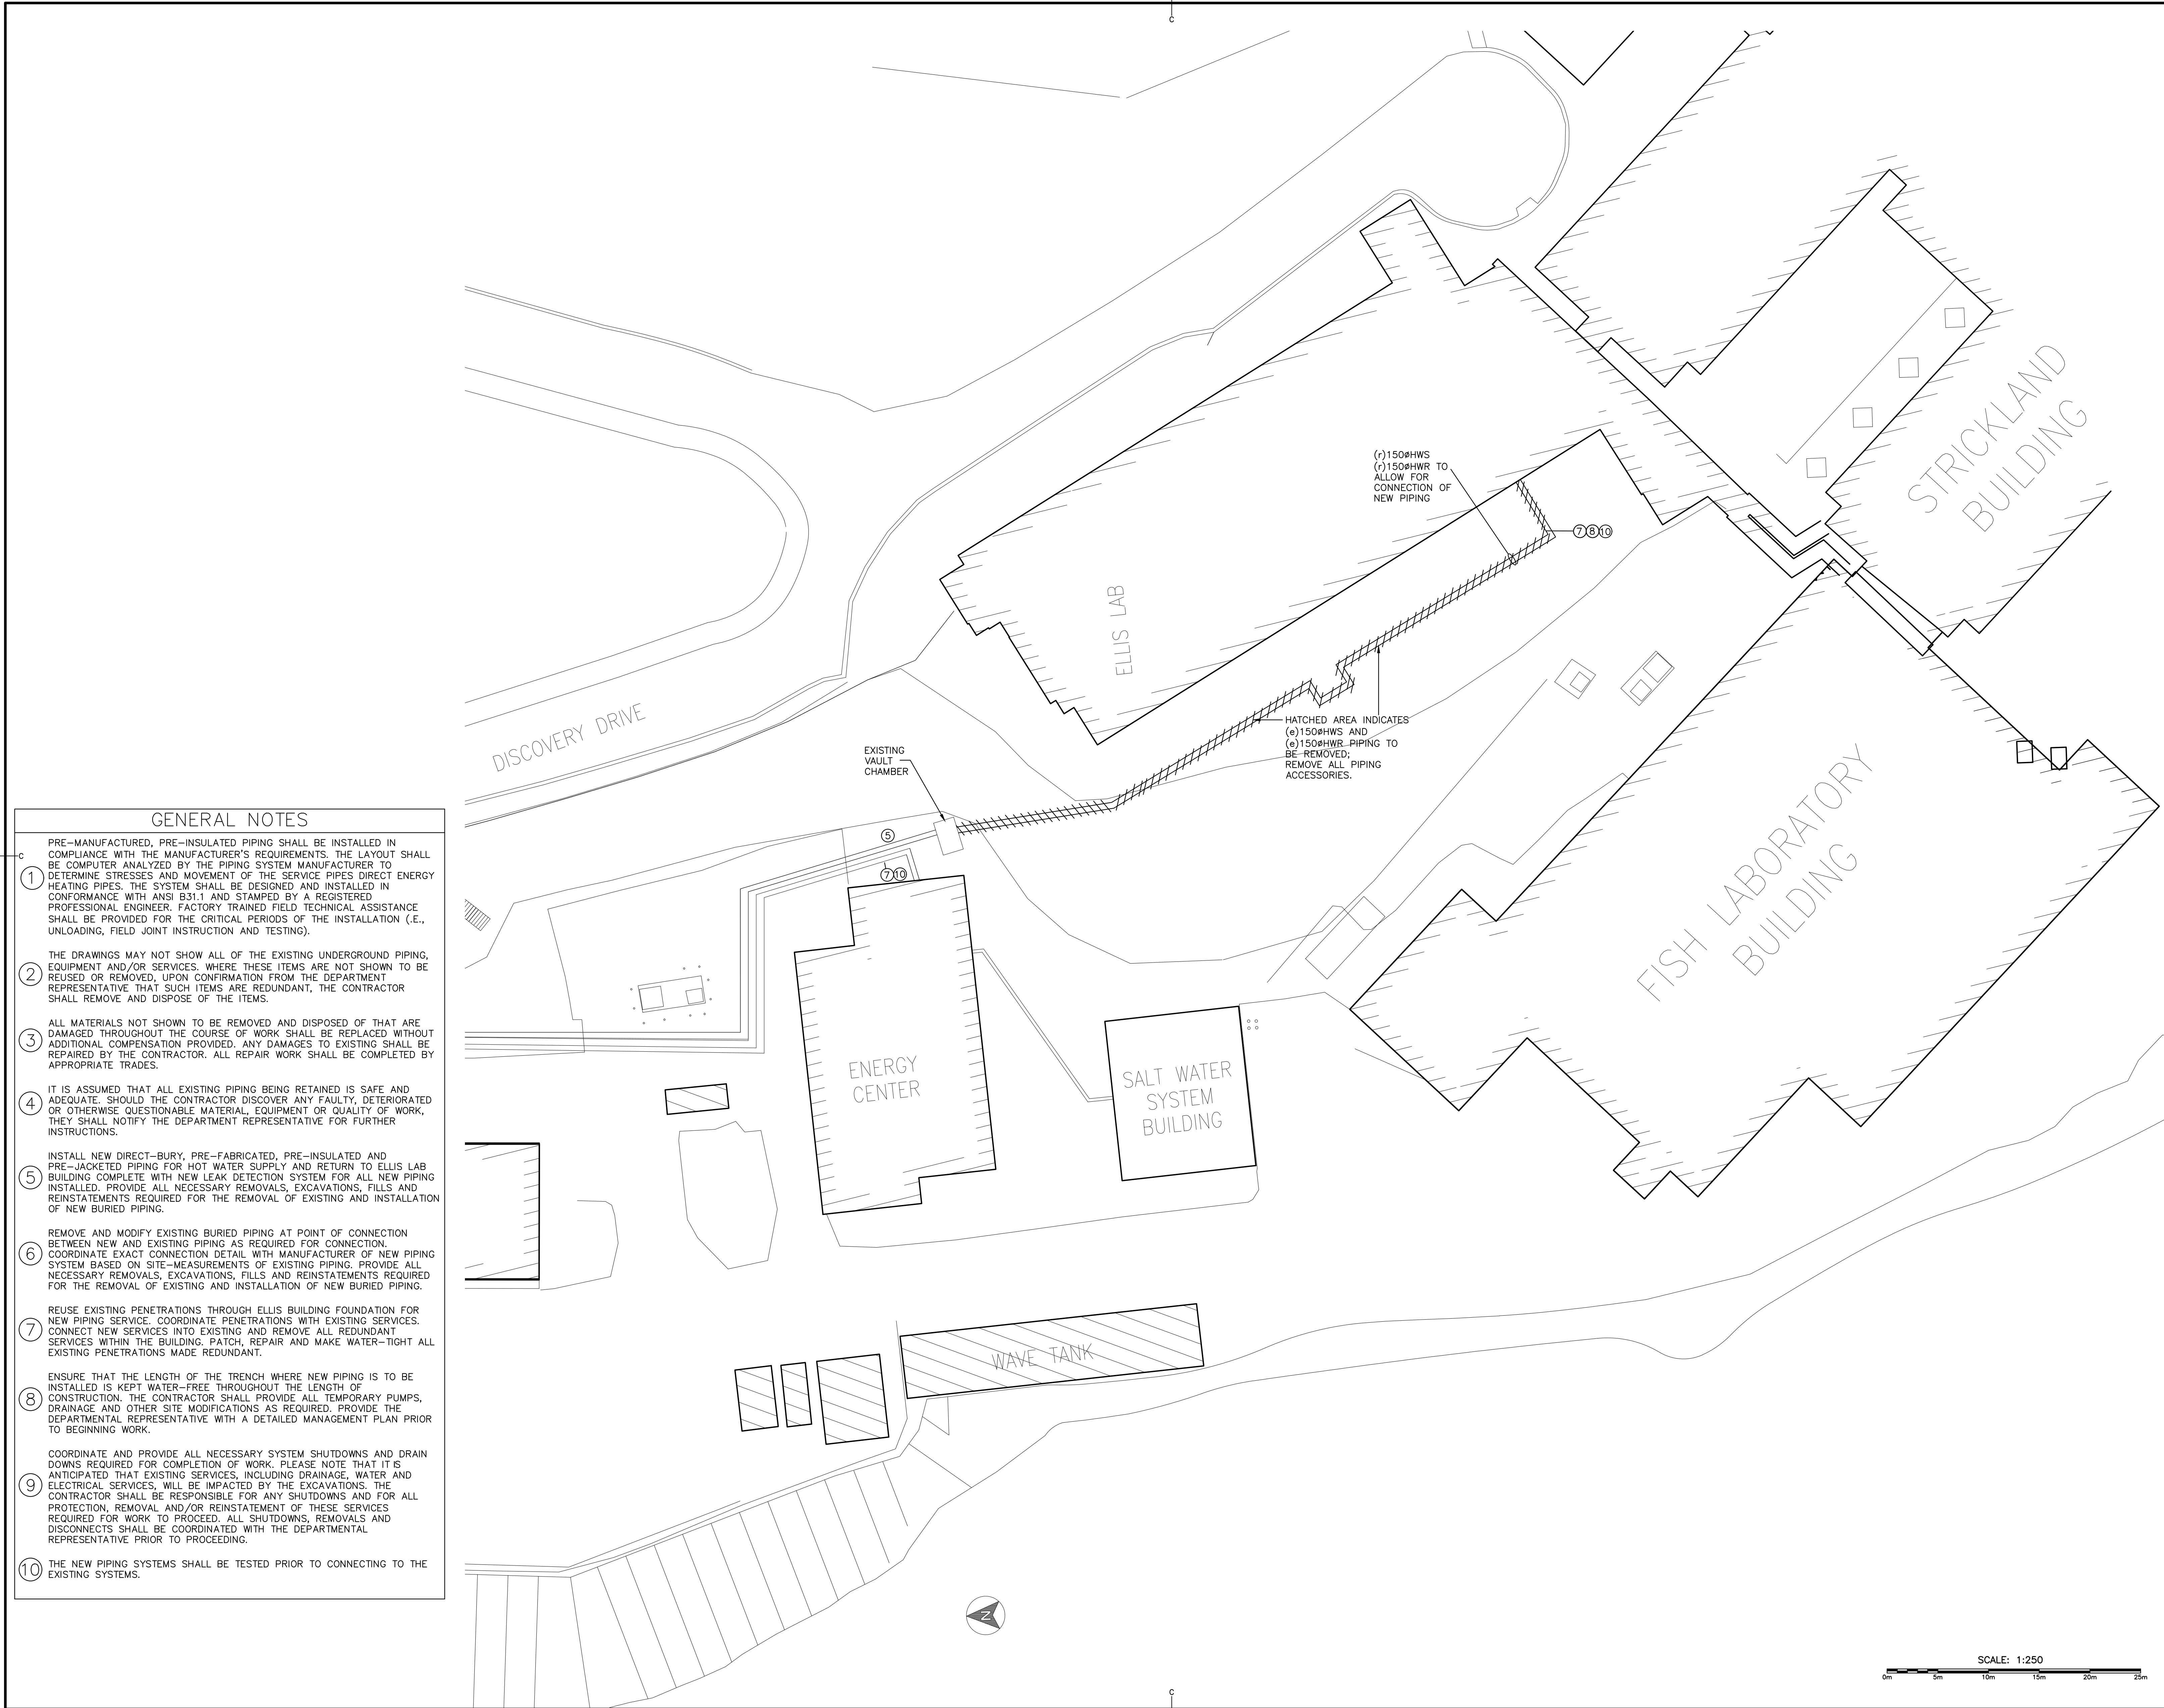 C
(r)150øHWS
(r)150øHWR TO
ALLOW FOR
CONNECTION OF
NEW PIPING
7 8 10
STRICKLAND
BUILDING
ELLIS LAB
DISCOVERY DRIVE
EXISTING
VAULT
CHAMBER
HATCHED AREA INDICATES
(e)150øHWS AND
(e)150øHWR PIPING TO
BE REMOVED;
REMOVE ALL PIPING
ACCESSORIES.
5
7 10
FISH LABORATORY
BUILDING
ENERGY
CENTER
SALT WATER
SYSTEM
BUILDING
WAVE TANK
N
C
GENERAL NOTES
1
PRE-MANUFACTURED, PRE-INSULATED PIPING SHALL BE INSTALLED IN
COMPLIANCE WITH THE MANUFACTURER'S REQUIREMENTS. THE LAYOUT SHALL
BE COMPUTER ANALYZED BY THE PIPING SYSTEM MANUFACTURER TO
DETERMINE STRESSES AND MOVEMENT OF THE SERVICE PIPES DIRECT ENERGY
HEATING PIPES. THE SYSTEM SHALL BE DESIGNED AND INSTALLED IN
CONFORMANCE WITH ANSI B31.1 AND STAMPED BY A REGISTERED
PROFESSIONAL ENGINEER. FACTORY TRAINED FIELD TECHNICAL ASSISTANCE
SHALL BE PROVIDED FOR THE CRITICAL PERIODS OF THE INSTALLATION (.E.,
UNLOADING, FIELD JOINT INSTRUCTION AND TESTING).
2
THE DRAWINGS MAY NOT SHOW ALL OF THE EXISTING UNDERGROUND PIPING,
EQUIPMENT AND/OR SERVICES. WHERE THESE ITEMS ARE NOT SHOWN TO BE
REUSED OR REMOVED, UPON CONFIRMATION FROM THE DEPARTMENT
REPRESENTATIVE THAT SUCH ITEMS ARE REDUNDANT, THE CONTRACTOR
SHALL REMOVE AND DISPOSE OF THE ITEMS.
3
ALL MATERIALS NOT SHOWN TO BE REMOVED AND DISPOSED OF THAT ARE
DAMAGED THROUGHOUT THE COURSE OF WORK SHALL BE REPLACED WITHOUT
ADDITIONAL COMPENSATION PROVIDED. ANY DAMAGES TO EXISTING SHALL BE
REPAIRED BY THE CONTRACTOR. ALL REPAIR WORK SHALL BE COMPLETED BY
APPROPRIATE TRADES.
4
IT IS ASSUMED THAT ALL EXISTING PIPING BEING RETAINED IS SAFE AND
ADEQUATE. SHOULD THE CONTRACTOR DISCOVER ANY FAULTY, DETERIORATED
OR OTHERWISE QUESTIONABLE MATERIAL, EQUIPMENT OR QUALITY OF WORK,
THEY SHALL NOTIFY THE DEPARTMENT REPRESENTATIVE FOR FURTHER
INSTRUCTIONS.
5
INSTALL NEW DIRECT-BURY, PRE-FABRICATED, PRE-INSULATED AND
PRE-JACKETED PIPING FOR HOT WATER SUPPLY AND RETURN TO ELLIS LAB
BUILDING COMPLETE WITH NEW LEAK DETECTION SYSTEM FOR ALL NEW PIPING
INSTALLED. PROVIDE ALL NECESSARY REMOVALS, EXCAVATIONS, FILLS AND
REINSTATEMENTS REQUIRED FOR THE REMOVAL OF EXISTING AND INSTALLATION
OF NEW BURIED PIPING.
6
REMOVE AND MODIFY EXISTING BURIED PIPING AT POINT OF CONNECTION
BETWEEN NEW AND EXISTING PIPING AS REQUIRED FOR CONNECTION.
COORDINATE EXACT CONNECTION DETAIL WITH MANUFACTURER OF NEW PIPING
SYSTEM BASED ON SITE-MEASUREMENTS OF EXISTING PIPING. PROVIDE ALL
NECESSARY REMOVALS, EXCAVATIONS, FILLS AND REINSTATEMENTS REQUIRED
FOR THE REMOVAL OF EXISTING AND INSTALLATION OF NEW BURIED PIPING.
7
REUSE EXISTING PENETRATIONS THROUGH ELLIS BUILDING FOUNDATION FOR
NEW PIPING SERVICE. COORDINATE PENETRATIONS WITH EXISTING SERVICES.
CONNECT NEW SERVICES INTO EXISTING AND REMOVE ALL REDUNDANT
SERVICES WITHIN THE BUILDING. PATCH, REPAIR AND MAKE WATER-TIGHT ALL
EXISTING PENETRATIONS MADE REDUNDANT.
8
ENSURE THAT THE LENGTH OF THE TRENCH WHERE NEW PIPING IS TO BE
INSTALLED IS KEPT WATER-FREE THROUGHOUT THE LENGTH OF
CONSTRUCTION. THE CONTRACTOR SHALL PROVIDE ALL TEMPORARY PUMPS,
DRAINAGE AND OTHER SITE MODIFICATIONS AS REQUIRED. PROVIDE THE
DEPARTMENTAL REPRESENTATIVE WITH A DETAILED MANAGEMENT PLAN PRIOR
TO BEGINNING WORK.
9
COORDINATE AND PROVIDE ALL NECESSARY SYSTEM SHUTDOWNS AND DRAIN
DOWNS REQUIRED FOR COMPLETION OF WORK. PLEASE NOTE THAT IT IS
ANTICIPATED THAT EXISTING SERVICES, INCLUDING DRAINAGE, WATER AND
ELECTRICAL SERVICES, WILL BE IMPACTED BY THE EXCAVATIONS. THE
CONTRACTOR SHALL BE RESPONSIBLE FOR ANY SHUTDOWNS AND FOR ALL
PROTECTION, REMOVAL AND/OR REINSTATEMENT OF THESE SERVICES
REQUIRED FOR WORK TO PROCEED. ALL SHUTDOWNS, REMOVALS AND
DISCONNECTS SHALL BE COORDINATED WITH THE DEPARTMENTAL
REPRESENTATIVE PRIOR TO PROCEEDING.
10
THE NEW PIPING SYSTEMS SHALL BE TESTED PRIOR TO CONNECTING TO THE
EXISTING SYSTEMS.
SCALE: 1:250
0m 5m 10m 15m 20m 25m
C